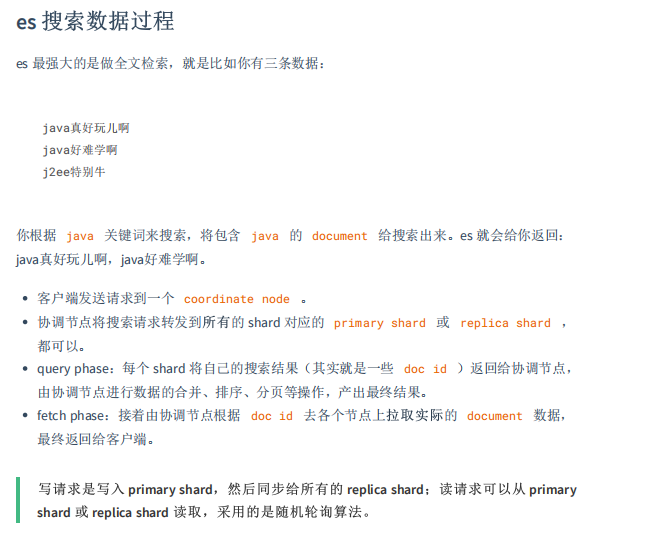 es 搜索数据过程
es 最强大的是做全文检索，就是比如你有三条数据：
java真好玩儿啊
java好难学啊
j2ee特别牛
你根据 java 关键词来搜索，将包含 java 的 document 给搜索出来。es 就会给你返回：
java真好玩儿啊，java好难学啊。
• 客户端发送请求到一个 coordinate node 。
• 协调节点将搜索请求转发到所有的 shard 对应的 primary shard 或 replica shard ，
都可以。
• query phase：每个 shard 将自己的搜索结果（其实就是一些 doc id ）返回给协调节点，
由协调节点进行数据的合并、排序、分页等操作，产出最终结果。
• fetch phase：接着由协调节点根据 doc id 去各个节点上拉取实际的 document 数据，
最终返回给客户端。
写请求是写入 primary shard，然后同步给所有的 replica shard；读请求可以从 primary
shard 或 replica shard 读取，采用的是随机轮询算法。